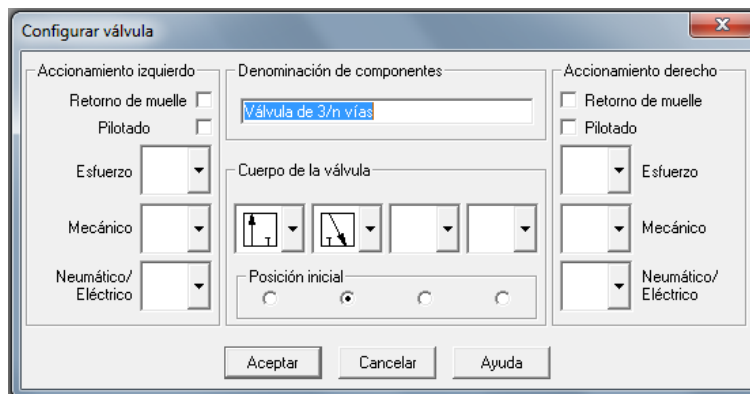 Configurar válvula
Accionamiento izquierdo
Retorno de muelle
Pilotado
Esfuerzo
Mecánico
Neumático/
Eléctrico
Denominación de componentes
Válvula de 3/n vías
Cuerpo de la válvula
Posición inicial
Accionamiento derecho
Retorno de muelle
Pilotado
Esfuerzo
Mecánico
Neumático/
Eléctrico
Aceptar
Cancelar
Ayuda